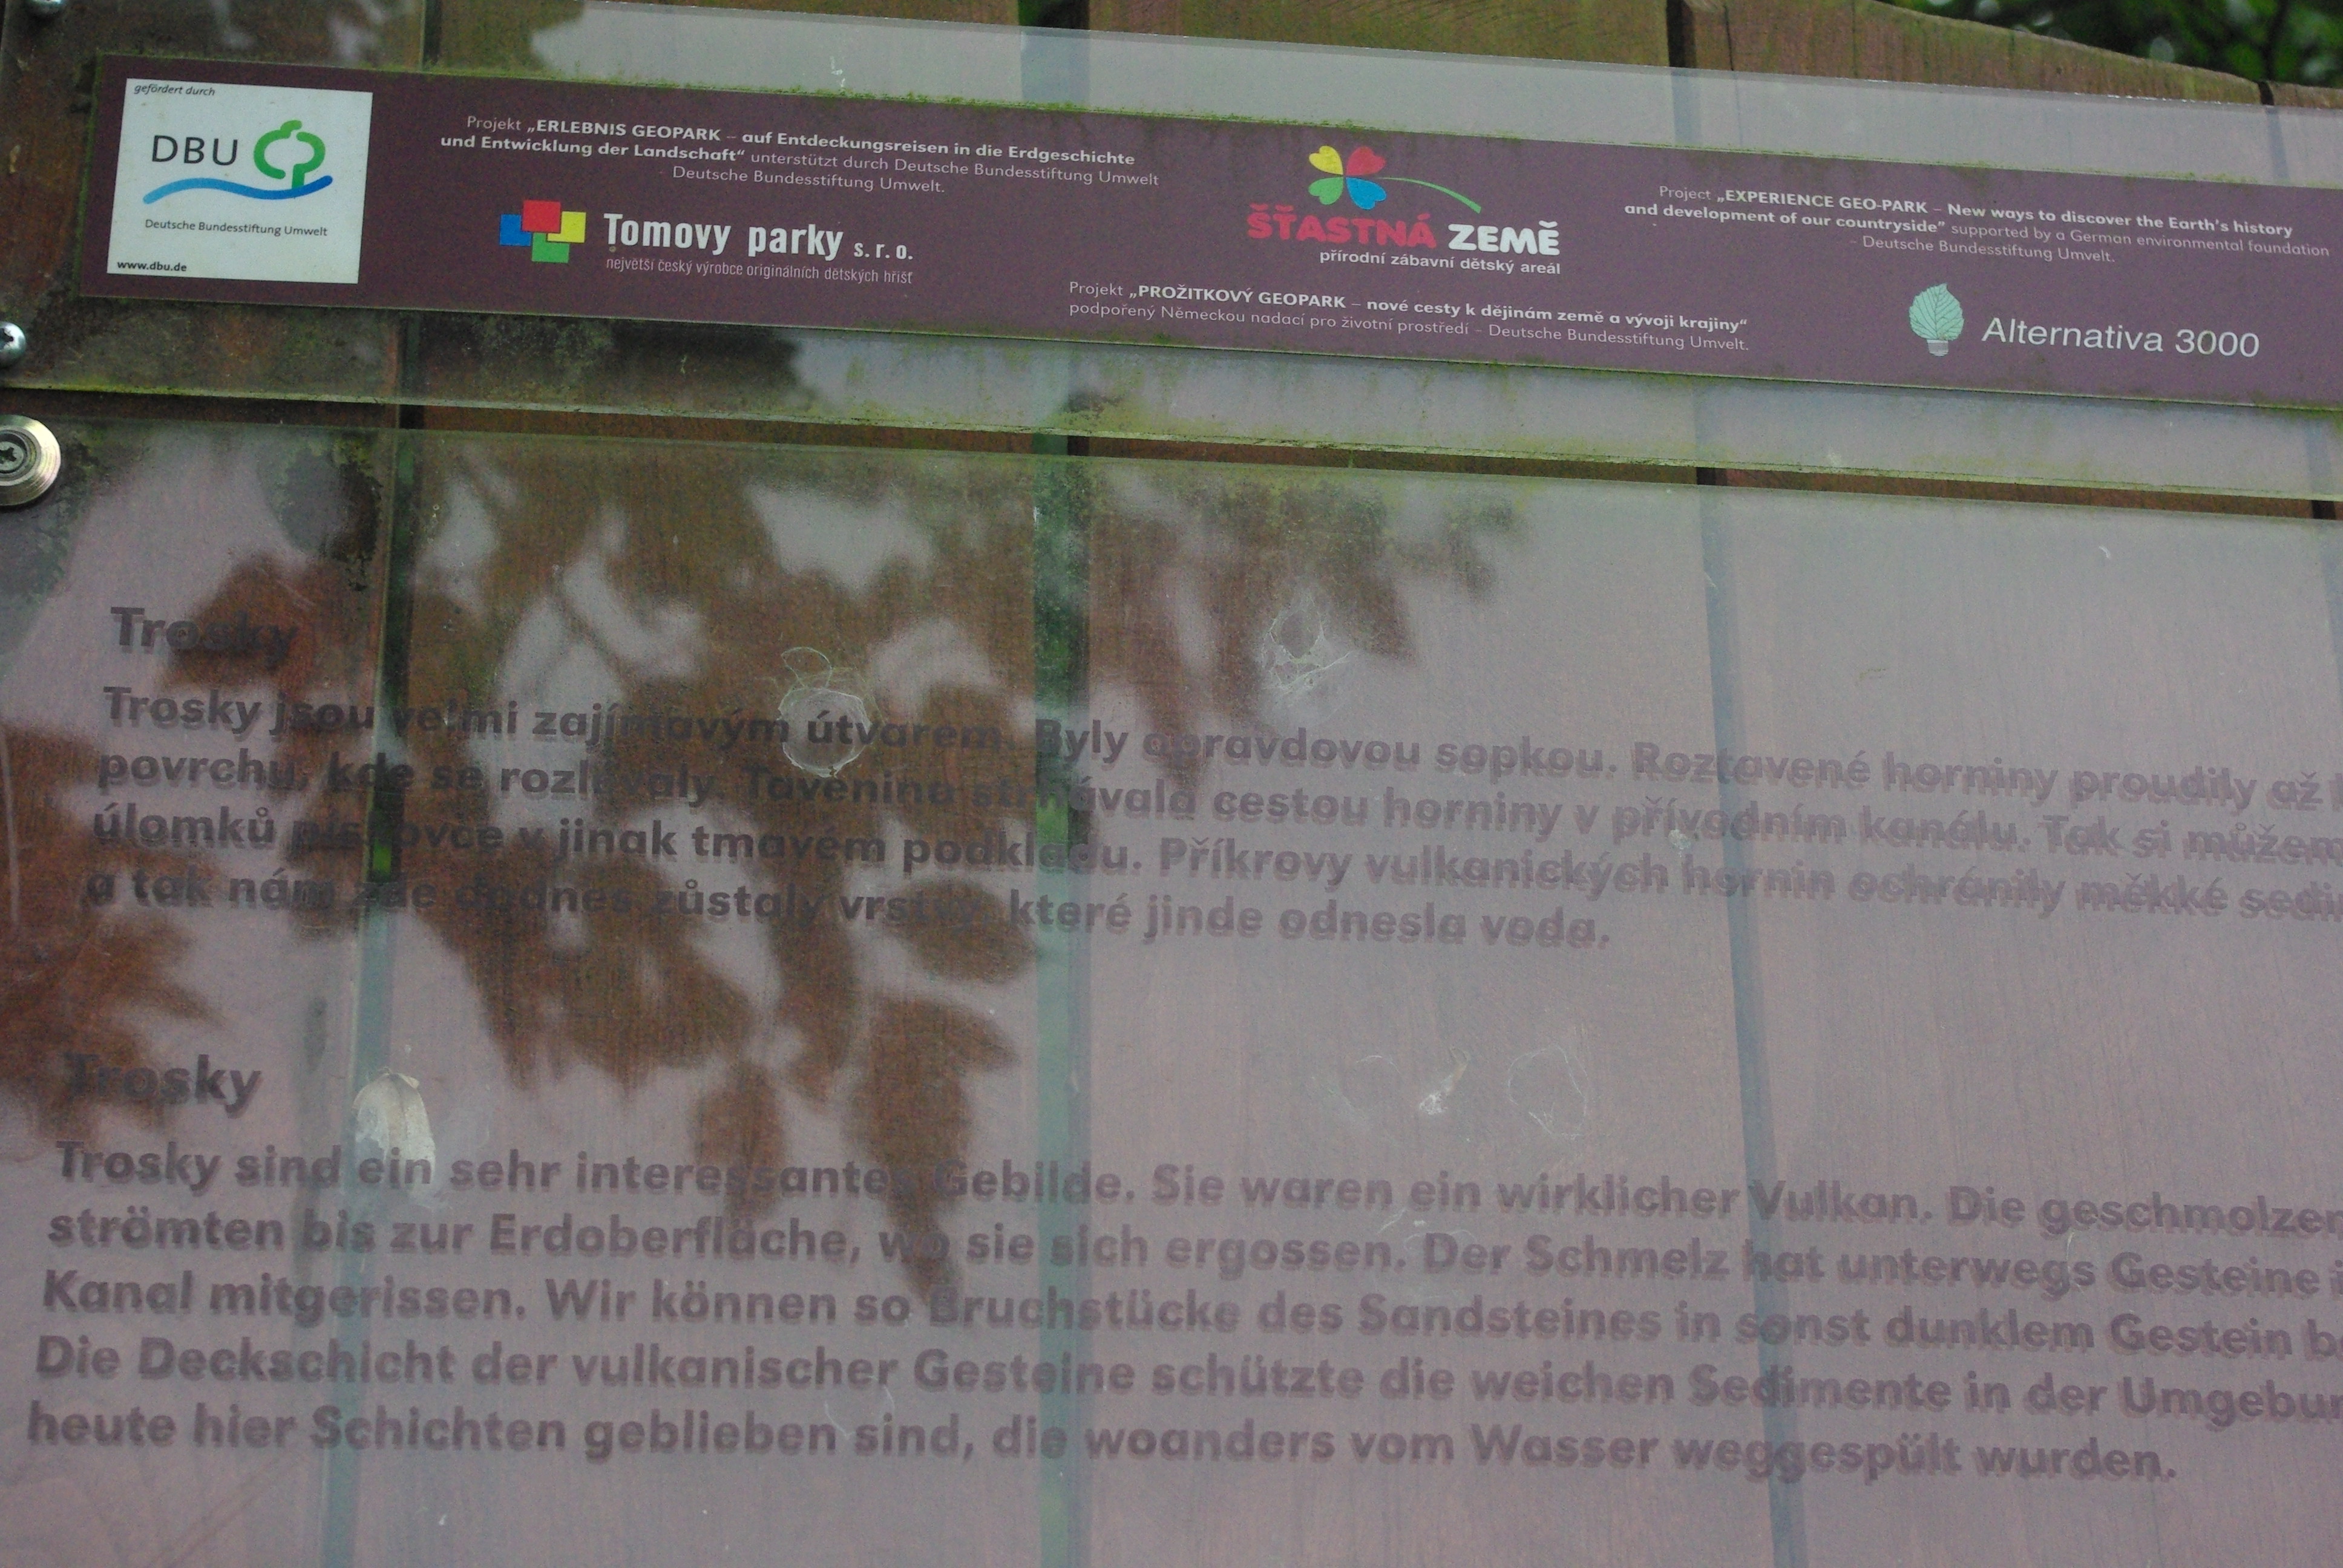 gefördert durch
DBU
Deutsche Bundesstiftung Umwelt
www.dbu.de
Projekt „ERLEBNIS GEOPARK – auf Entdeckungsreisen in die Erdgeschichte
und Entwicklung der Landschaft“ unterstützt durch Deutsche Bundesstiftung Umwelt
- Deutsche Bundesstiftung Umwelt.
Tomovy parky s.r.o.
největší český výrobce originálních dětských hřišť
ŠŤASTNÁ ZEMĚ
přírodní zábavní dětský areál
Projekt „PROŽITKOVÝ GEOPARK – nové cesty k dějinám země a vývoji krajiny“
podpořený Německou nadací pro životní prostředí - Deutsche Bundesstiftung Umvelt.
Project „EXPERIENCE GEO-PARK – New ways to discover the Earth's history
and development of our countryside” supported by a German environmental foundation
- Deutsche Bundesstiftung Umvelt.
Alternativa 3000
Trosky
Trosky jsou velmi zajímavým útvarem. Byly opravdovou sopkou. Roztavené horniny proudily až
povrchu, kde se rozlévaly. Tavenina strhávala cestou horniny v přívodním kanálu. Tak si můžem
úlomků pískovce v jinak tmavém podkladu. Příkrovy vulkanických hornin ochránily měkké sedi
a tak nám zde dodnes zůstaly vrstvy, které jinde odnesla voda.
Trosky
Trosky sind ein sehr interessantes Gebilde. Sie waren ein wirklicher Vulkan. Die geschmolzen
strömten bis zur Erdoberfläche, wo sie sich ergossen. Der Schmelz hat unterwegs Gesteine
Kanal mitgerissen. Wir können so Bruchstücke des Sandsteines in sonst dunklem Gestein b
Die Deckschicht der vulkanischer Gesteine schützte die weichen Sedimente in der Umgebun
heute hier Schichten geblieben sind, die woanders vom Wasser weggespült wurden.